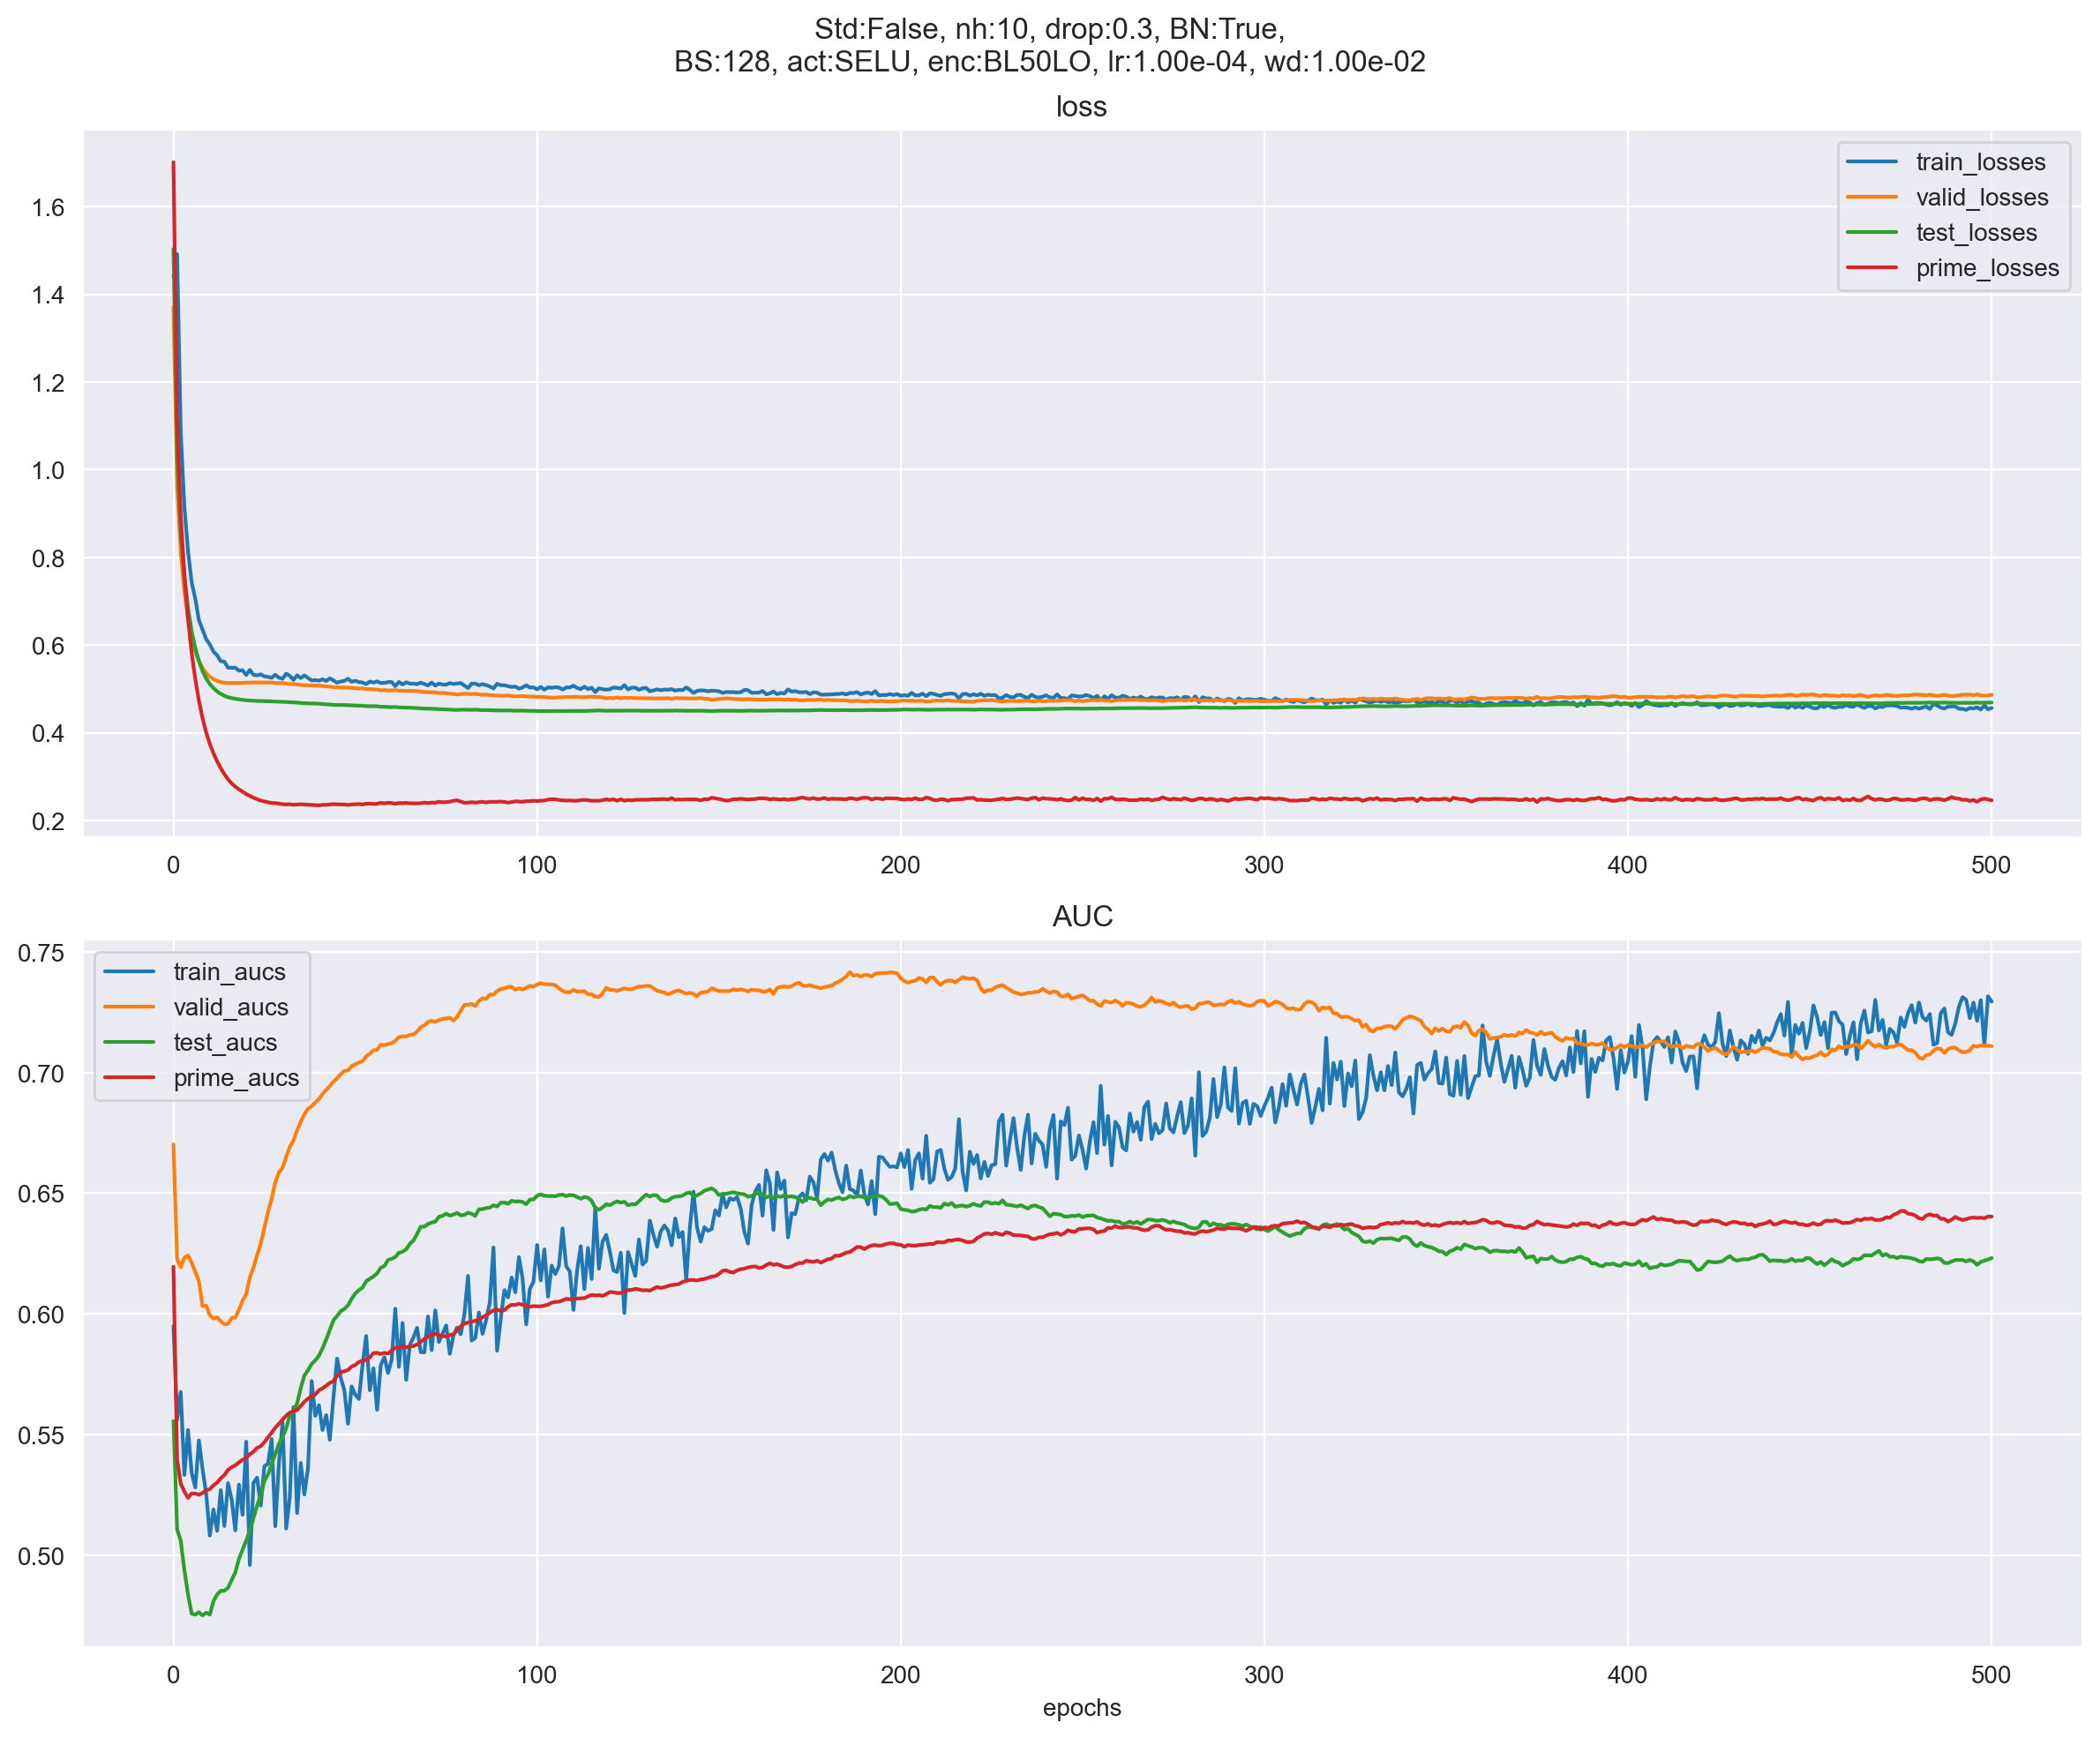 Std:False, nh:10, drop:0.3, BN:True,
BS:128, act:SELU, enc:BL50LO, lr:1.00e-04, wd:1.00e-02
loss
train_losses
valid_losses
test_losses
prime_losses
1.6
1.4
1.2
1.0
0.8
0.6
0.4
0.2
0 100 200 300 400 500
AUC
train_aucs
valid_aucs
test_aucs
prime_aucs
0.75
0.70
0.65
0.60
0.55
0.50
0 100 200 300 400 500
epochs